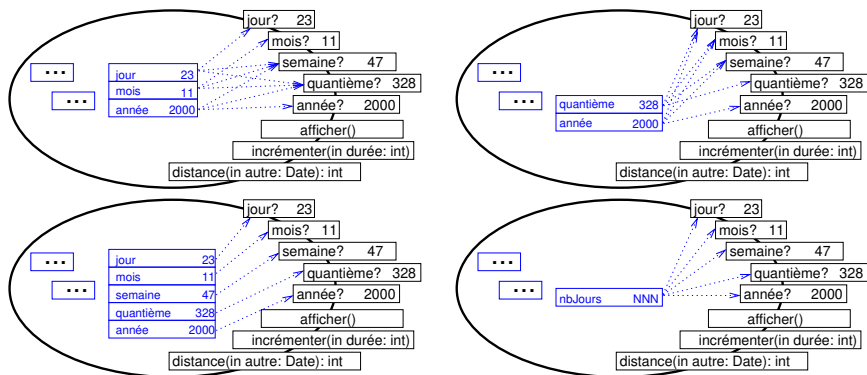 jour? 23
mois? 11
semaine? 47
quantième? 328
année? 2000
afficher()
incrémenter(in durée: int)
distance(in autre: Date): int
...
...
jour 23
mois 11
année 2000
jour? 23
mois? 11
semaine? 47
quantième? 328
année? 2000
afficher()
incrémenter(in durée: int)
distance(in autre: Date): int
...
...
quantième 328
année 2000
jour? 23
mois? 11
semaine? 47
quantième? 328
année? 2000
afficher()
incrémenter(in durée: int)
distance(in autre: Date): int
...
...
jour 23
mois 11
semaine 47
quantième 328
année 2000
jour? 23
mois? 11
semaine? 47
quantième? 328
année? 2000
afficher()
incrémenter(in durée: int)
distance(in autre: Date): int
...
...
nbJours NNN